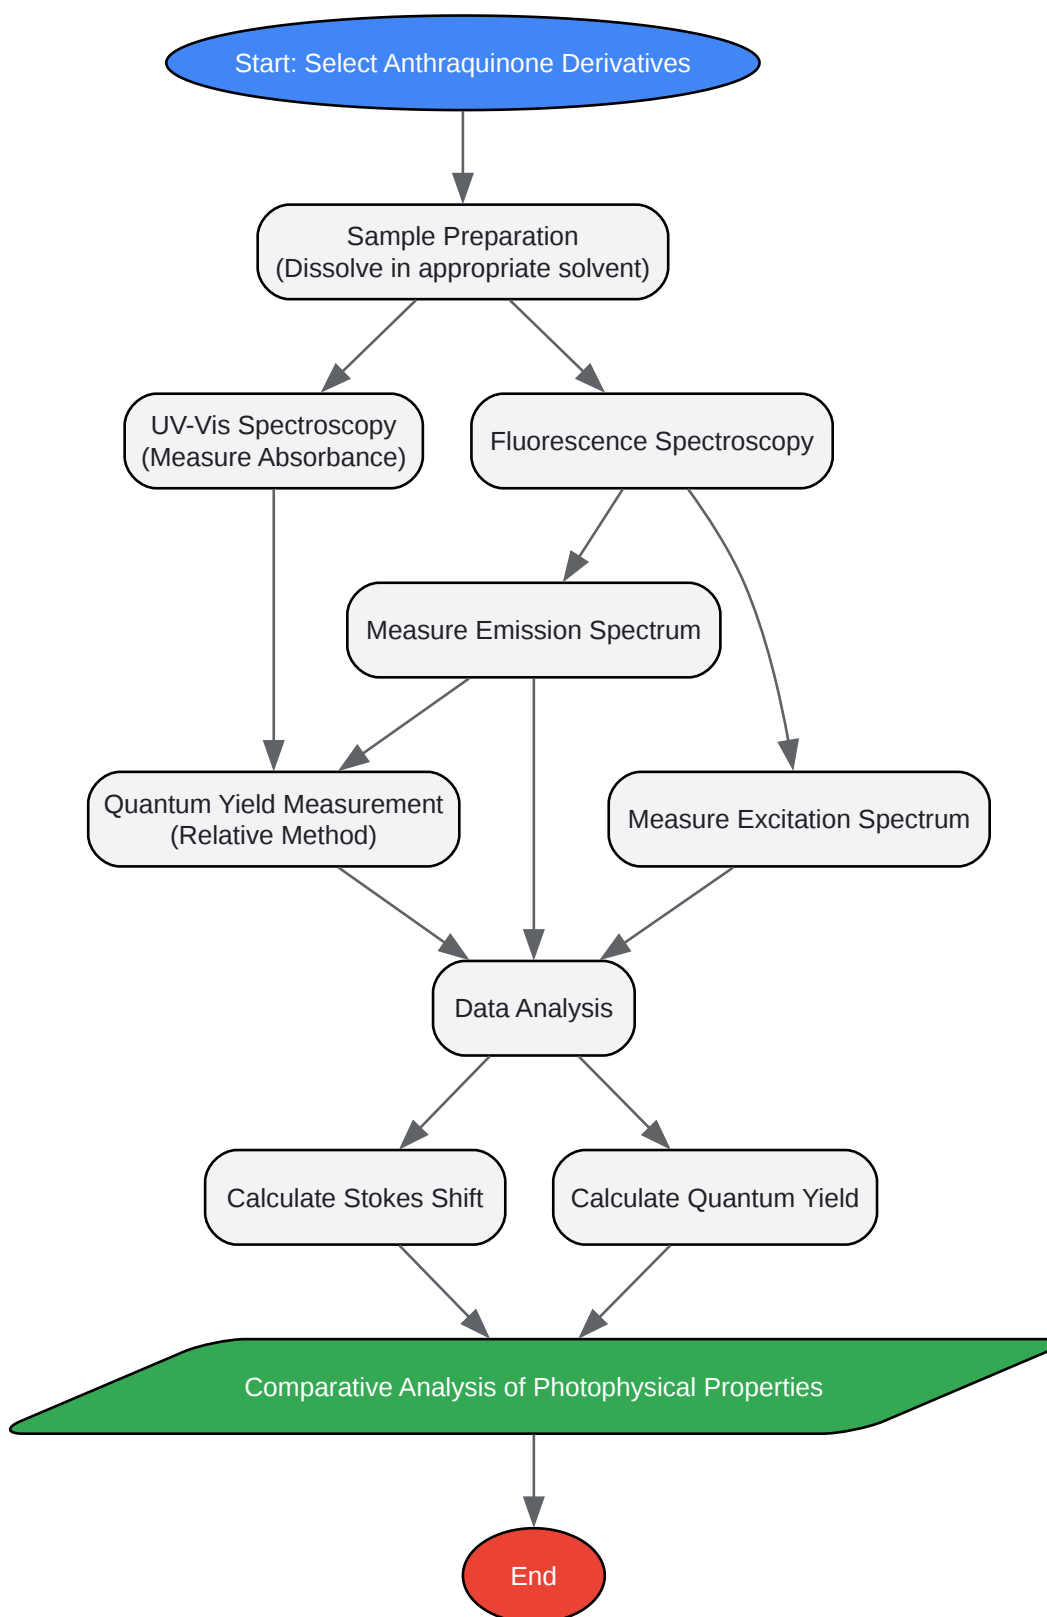 Start: Select Anthraquinone Derivatives
Sample Preparation
(Dissolve in appropriate solvent)
UV-Vis Spectroscopy
(Measure Absorbance)
Fluorescence Spectroscopy
Measure Emission Spectrum
Quantum Yield Measurement
(Relative Method)
Measure Excitation Spectrum
Data Analysis
Calculate Stokes Shift
Calculate Quantum Yield
Comparative Analysis of Photophysical Properties
End